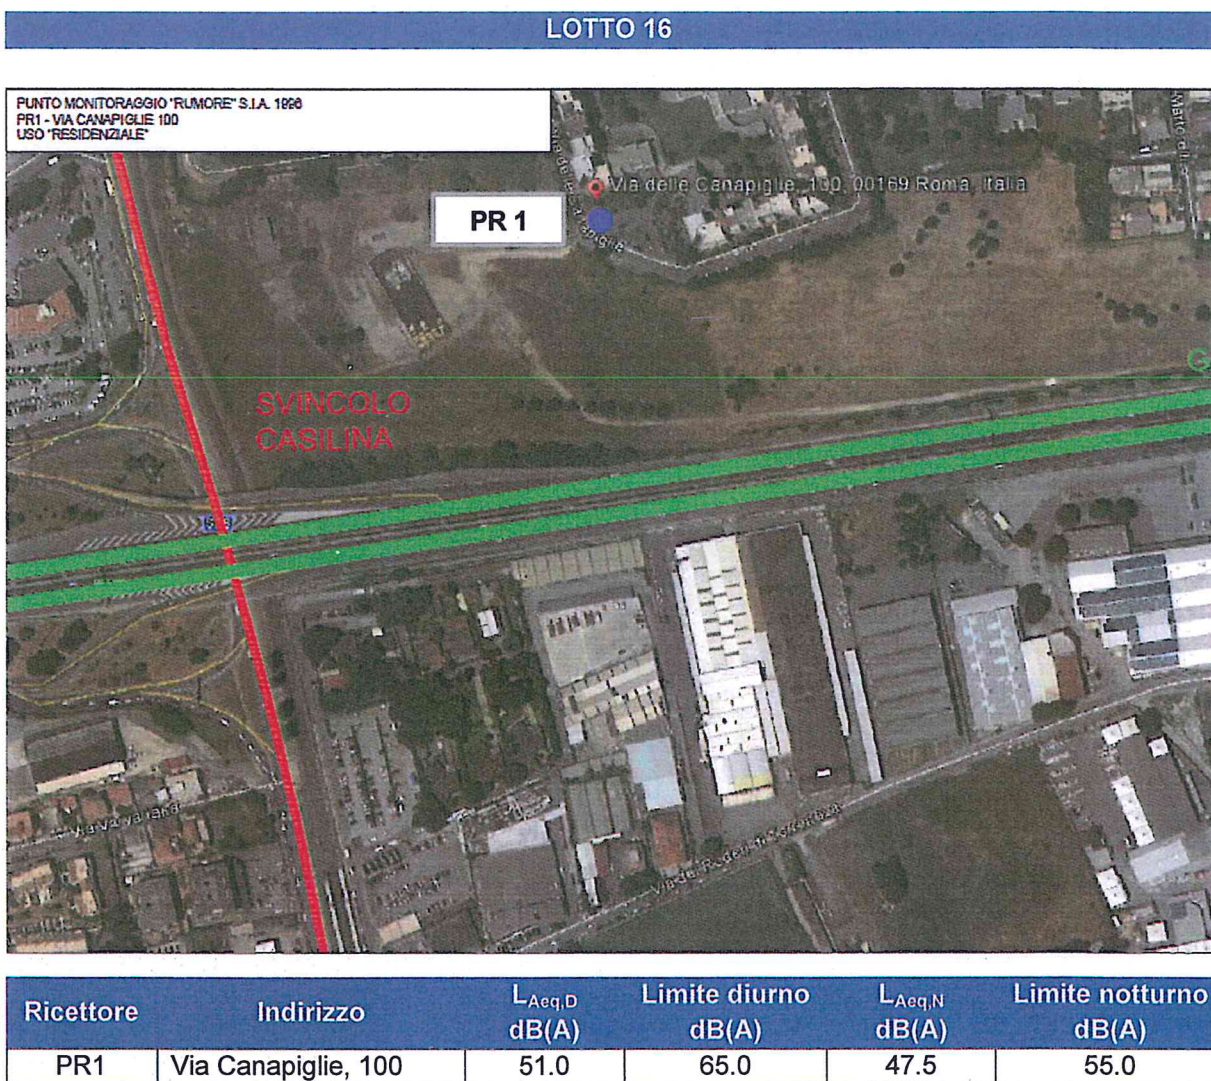 LOTTO 16
PUNTO MONITORAGGIO "RUMORE" S.I.A. 1996
PR1 - VIA CANAPIGLIE 100
USO "RESIDENZIALE"
Via delle Canapiglie, 100, 00169 Roma, Italia
PR 1
G
SVINCOLO
CASILINA
Ricettore Indirizzo LAeq,D dB(A) Limite diurno dB(A) LAeq,N dB(A) Limite notturno dB(A)
PR1 Via Canapiglie, 100 51.0 65.0 47.5 55.0